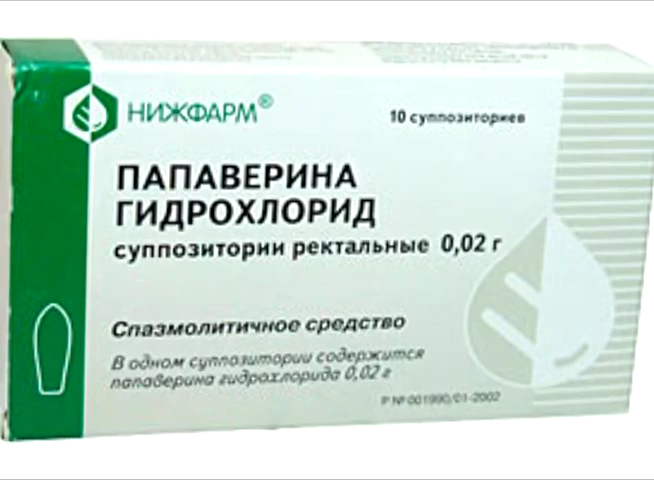 НИЖФАРМ®
10 суппозиториев
ПАПАВЕРИНА
ГИДРОХЛОРИД
суппозитории ректальные 0,02 г
Спазмолитичное средство
В одном суппозитории содержится
папаверина гидрохлорида 0,02 г
Р № 001990/01-2002